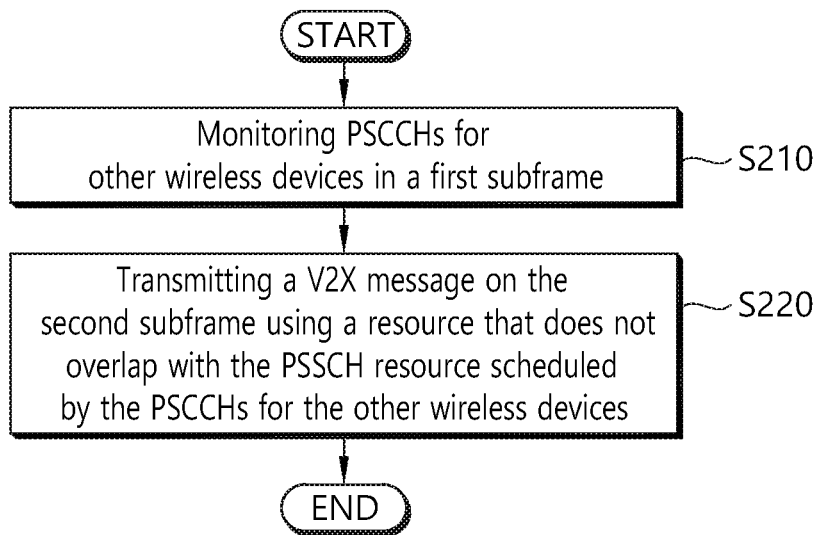 START
Monitoring PSCCHs for
other wireless devices in a first subframe
S210
Transmitting a V2X message on the
second subframe using a resource that does not
overlap with the PSSCH resource scheduled
by the PSCCHs for the other wireless devices
S220
END